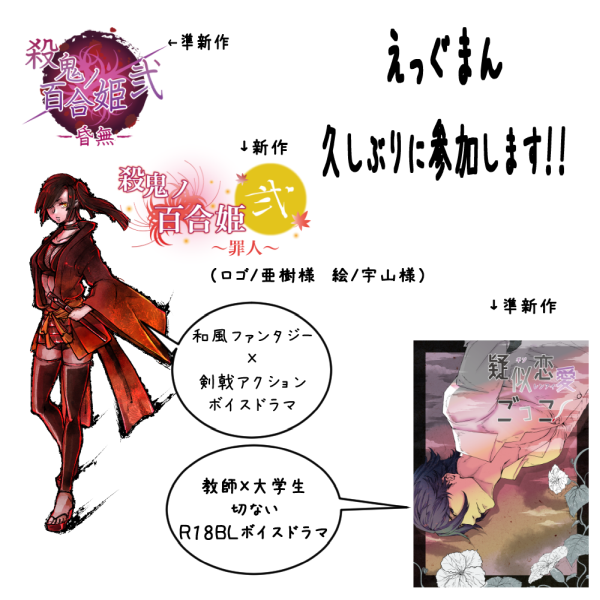 殺鬼ノ
百合姫 弐
昏無
←準新作
えっぐまん
久しぶりに参加します!!
↓新作
殺鬼ノ
百合姫 弐
～罪人～
(ロゴ/亜樹様 絵/宇山様)
和風ファンタジー
×
剣戟アクション
ボイスドラマ
↓準新作
疑似恋愛
ごっこ
教師×大学生
切ない
R18BLボイスドラマ